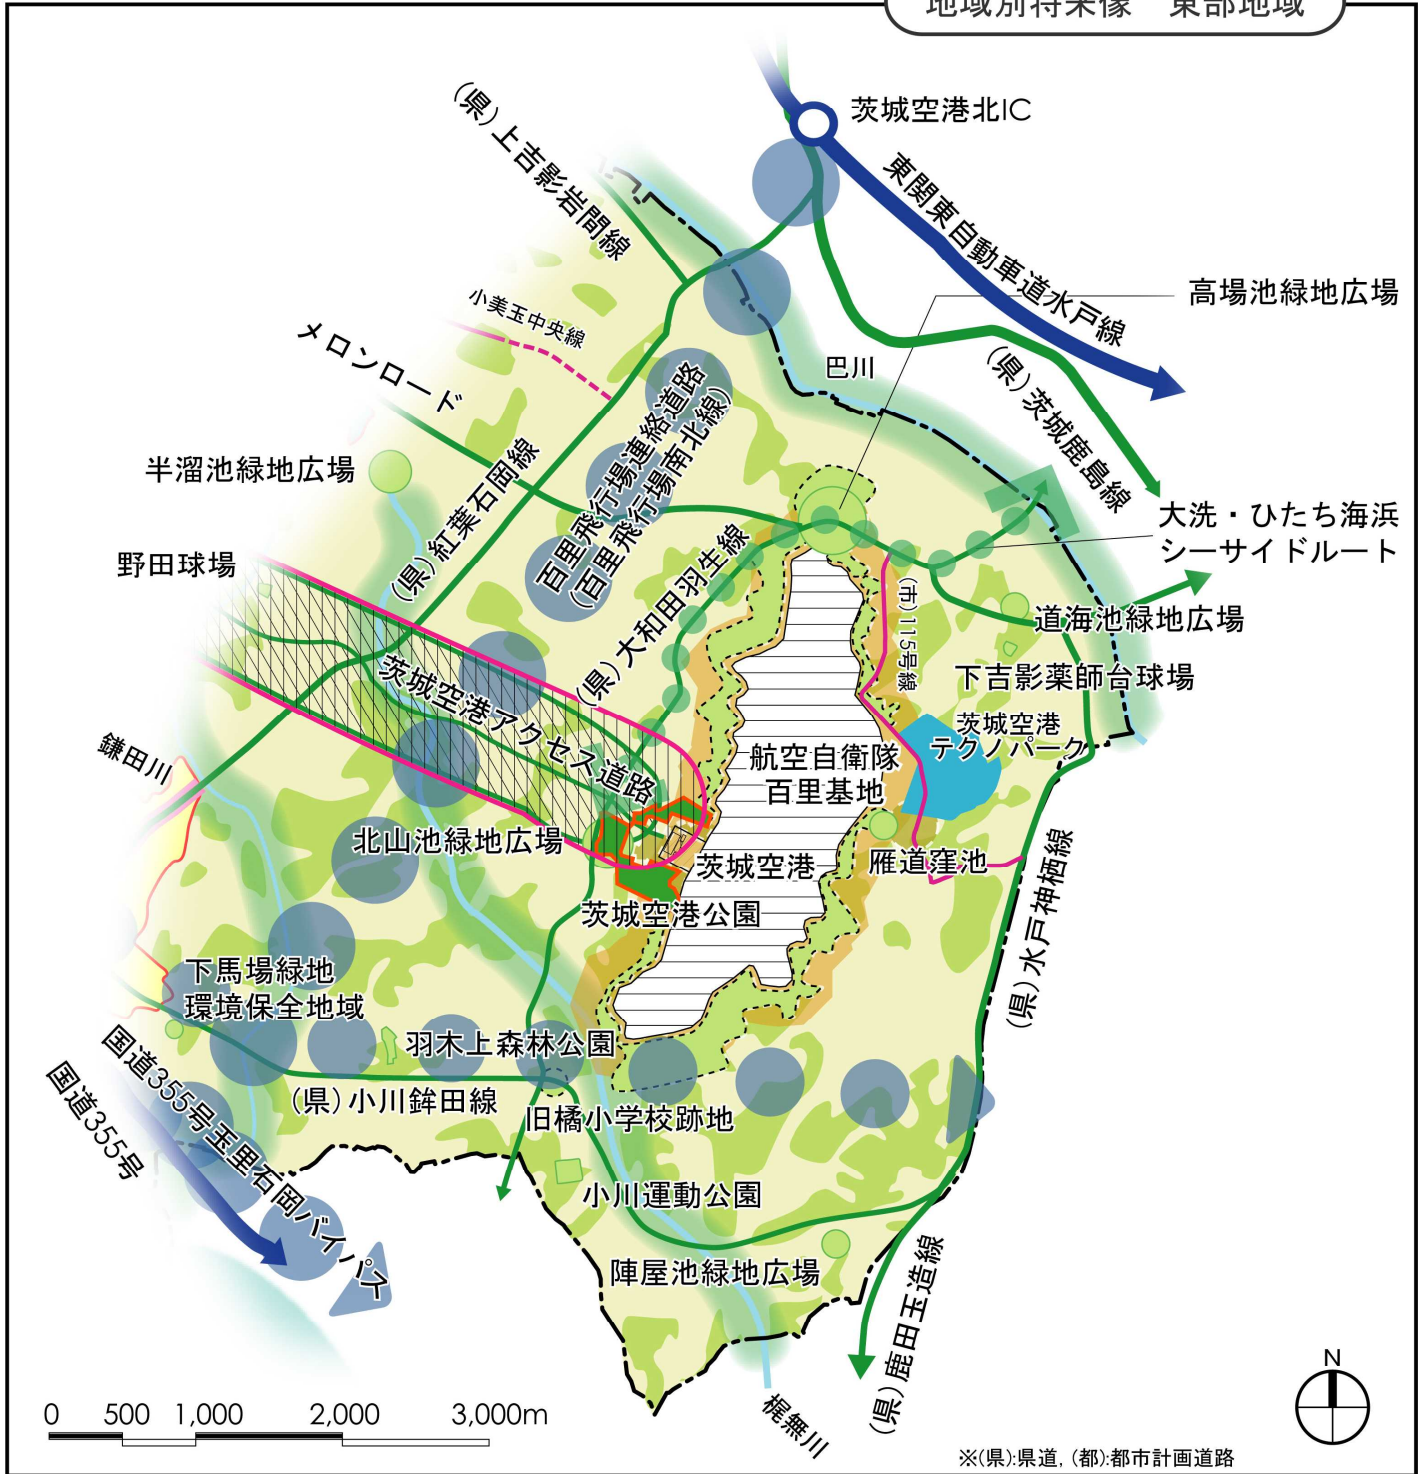 地域別将来像　東部地域
茨城空港北IC
(県)上吉影岩間線
東関東自動車道水戸線
高場池緑地広場
小美玉中央線
メロンロード
巴川
(県)茨城鹿島線
百里飛行場連絡道路
(百里飛行場南北線)
半溜池緑地広場
(県)紅葉石岡線
大洗・ひたち海浜
シーサイドルート
野田球場
(県)大和田羽生線
(市)115号線
道海池緑地広場
下吉影薬師台球場
茨城空港アクセス道路
茨城空港
テクノパーク
鎌田川
航空自衛隊
百里基地
北山池緑地広場
茨城空港
雁道窪池
茨城空港公園
(県)水戸神栖線
下馬場緑地
環境保全地域
羽木上森林公園
国道355号玉里石岡バイパス
国道355号
(県)小川鉾田線
旧橘小学校跡地
小川運動公園
陣屋池緑地広場
(県)鹿田玉造線
梶無川
N
0 500 1,000 2,000 3,000m
※(県):県道, (都):都市計画道路